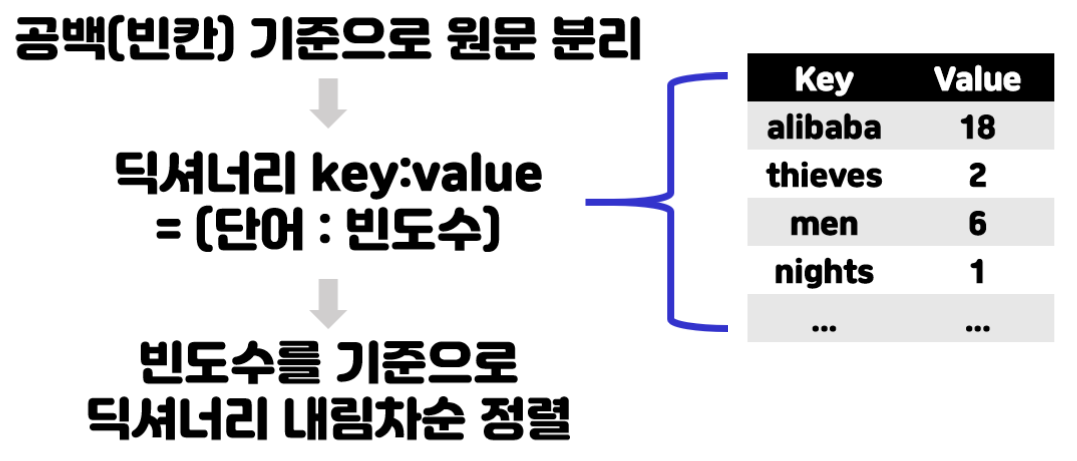 공백(빈칸) 기준으로 원문 분리
딕셔너리 key:value
= (단어 : 빈도수)
빈도수를 기준으로
딕셔너리 내림차순 정렬
Key Value
alibaba 18
thieves 2
men 6
nights 1
... ...